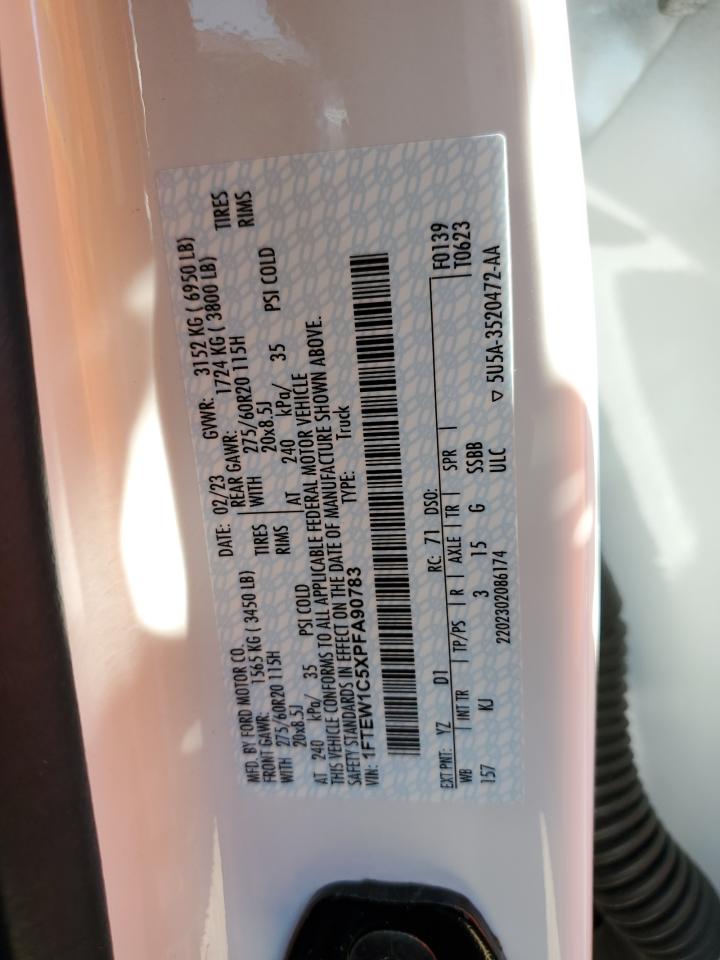 MFD. BY FORD MOTOR CO.
DATE: 02/23 GVWR: 3152 KG ( 6950 LB)
FRONT GAWR: 1565 KG ( 3450 LB) REAR GAWR: 1724 KG ( 3800 LB)
WITH 275/60R20 115H TIRES WITH 275/60R20 115H TIRES
20x8.5J RIMS 20x8.5J RIMS
AT 240 kPa/ 35 PSI COLD AT 240 kPa/ 35 PSI COLD
THIS VEHICLE CONFORMS TO ALL APPLICABLE FEDERAL MOTOR VEHICLE
SAFETY STANDARDS IN EFFECT ON THE DATE OF MANUFACTURE SHOWN ABOVE.
VIN: 1FTEW1C5XPFA90783 TYPE: Truck
EXT PNT: YZ D1 RC: 71 DSO: F0139
WB INT TR TP/PS R AXLE TR SPR T0623
157 KJ 3 15 G SSBB
2202302086174 ULC ▽ 5U5A-3520472-AA